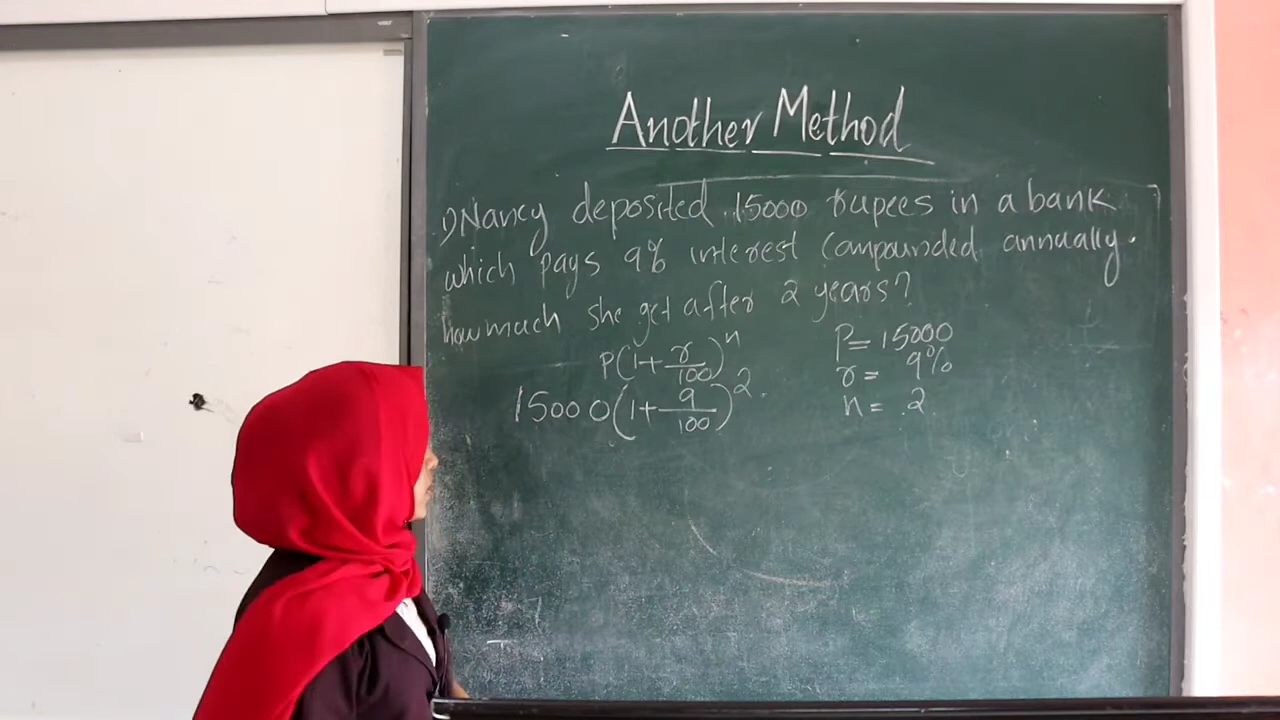 Another Method
1) Nancy deposited 15000 rupees in a bank
which pays 9% interest compounded annually.
how mach she get after 2 years?
P(1+r/100)^n
P = 15000
r = 9%
n = 2
15000(1+9/100)^2